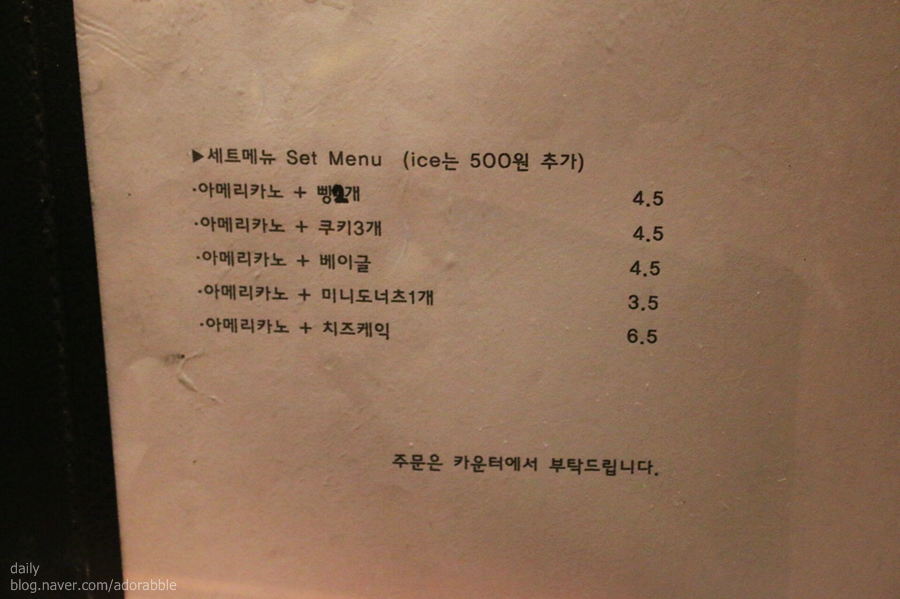 ▶세트메뉴 Set Menu (ice는 500원 추가)
·아메리카노 + 빵2개 4.5
·아메리카노 + 쿠키3개 4.5
·아메리카노 + 베이글 4.5
·아메리카노 + 미니도너츠1개 3.5
·아메리카노 + 치즈케익 6.5
주문은 카운터에서 부탁드립니다.
daily
blog.naver.com/adorabble